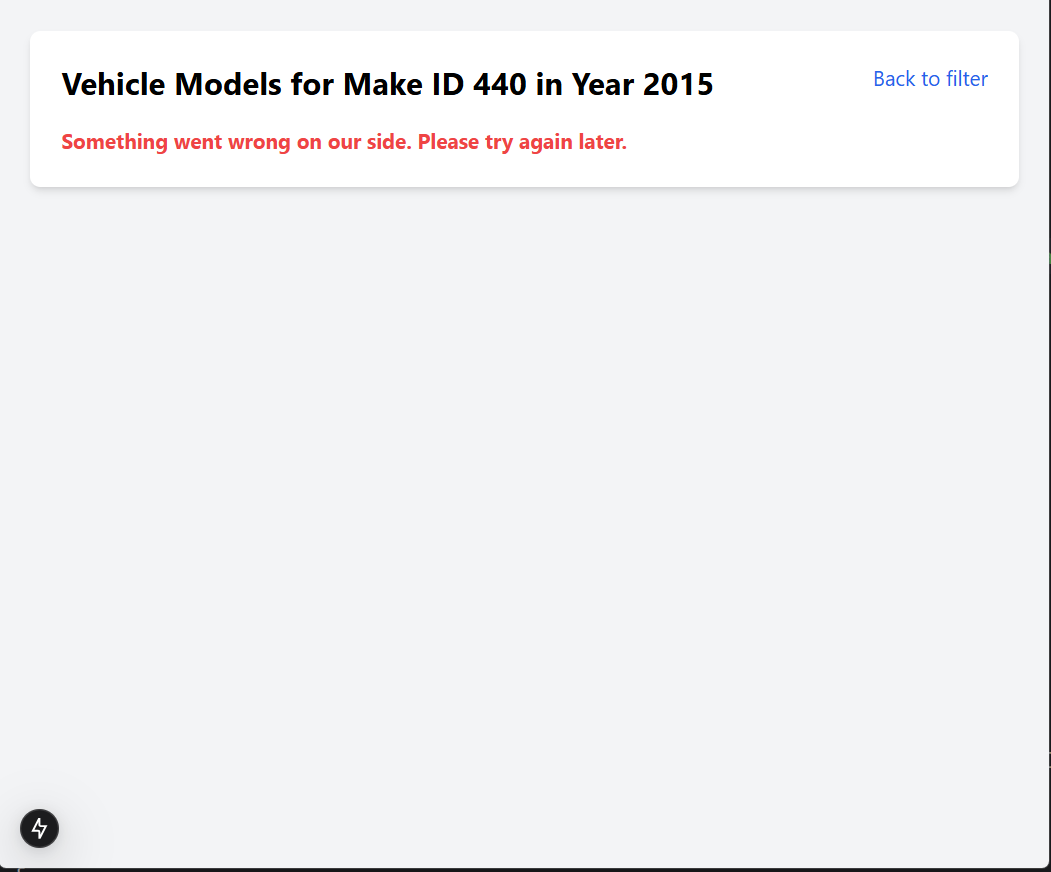 Vehicle Models for Make ID 440 in Year 2015
Back to filter
Something went wrong on our side. Please try again later.